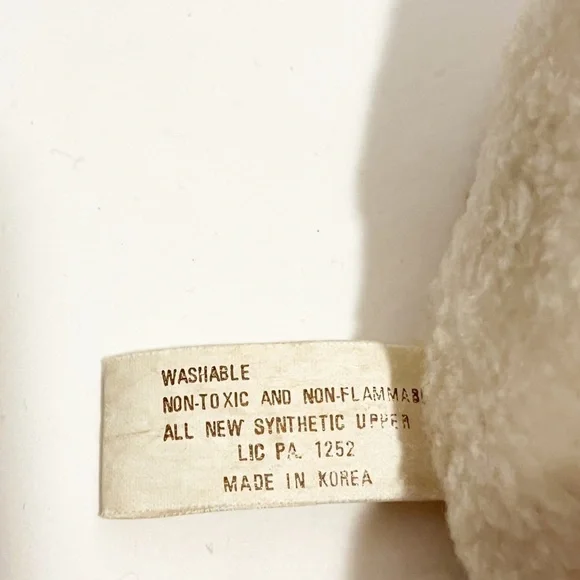 WASHABLE
NON-TOXIC AND NON-FLAMMABL
ALL NEW SYNTHETIC UPPER
LIC PA. 1252
MADE IN KOREA